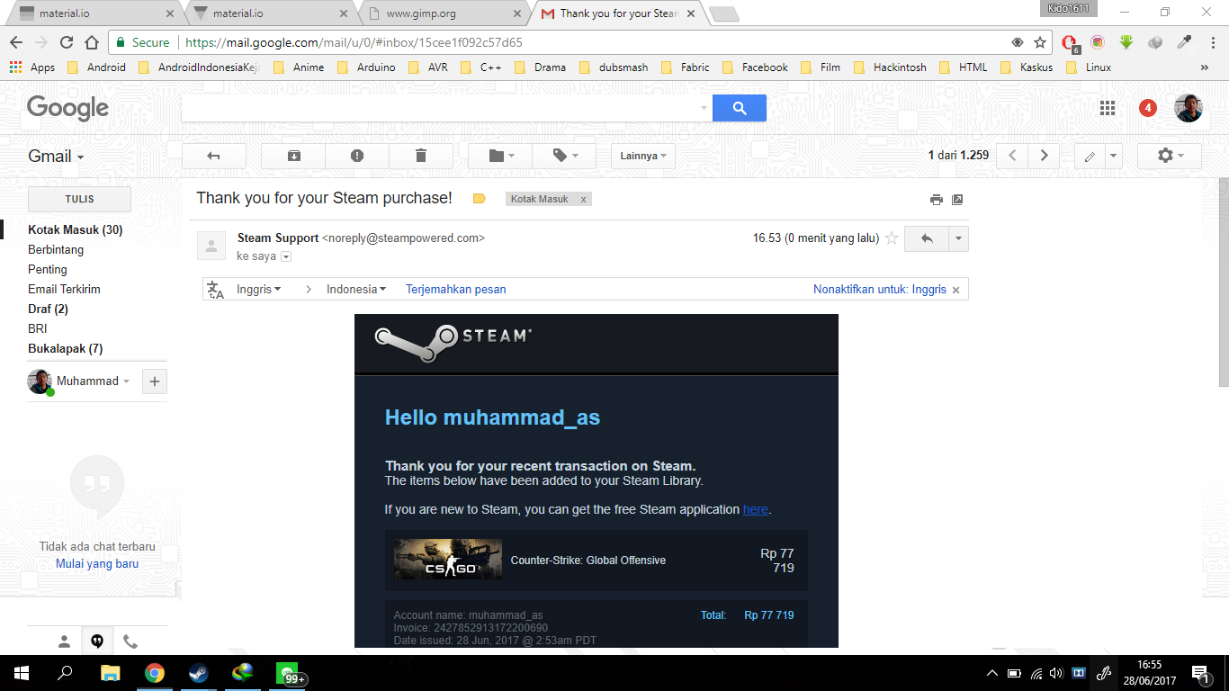 material.io
material.io
www.gimp.org
Thank you for your Stea
Kido1611
Secure
https://mail.google.com/mail/u/0/#inbox/15cee1f092c57d65
6
Apps
Android
AndroidIndonesiaKej
Anime
Arduino
AVR
C++
Drama
dubsmash
Fabric
Facebook
Film
Hackintosh
HTML
Kaskus
Linux
»
Google
4
Gmail
Lainnya
1 dari 1.259
TULIS
Thank you for your Steam purchase!
Kotak Masuk x
Kotak Masuk (30)
Berbintang
Penting
Email Terkirim
Draf (2)
BRI
Bukalapak (7)
Muhammad
+
Tidak ada chat terbaru
Mulai yang baru
Steam Support <noreply@steampowered.com>
16.53 (0 menit yang lalu)
ke saya
Inggris > Indonesia Terjemahkan pesan
Nonaktifkan untuk: Inggris x
STEAM®
Hello muhammad_as
Thank you for your recent transaction on Steam.
The items below have been added to your Steam Library.
If you are new to Steam, you can get the free Steam application here.
CS GO
Counter-Strike: Global Offensive
Rp 77
719
Account name: muhammad_as
Total: Rp 77 719
Invoice: 2427852913172200690
Date issued: 28 Jun, 2017 @ 2:53am PDT
99+
16:55
28/06/2017
1